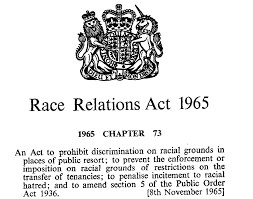 Race Relations Act 1965
1965 CHAPTER 73
An Act to prohibit discrimination on racial grounds in
places of public resort; to prevent the enforcement or
imposition on racial grounds of restrictions on the
transfer of tenancies; to penalise incitement to racial
hatred; and to amend section 5 of the Public Order
Act 1936. [8th November 1965]